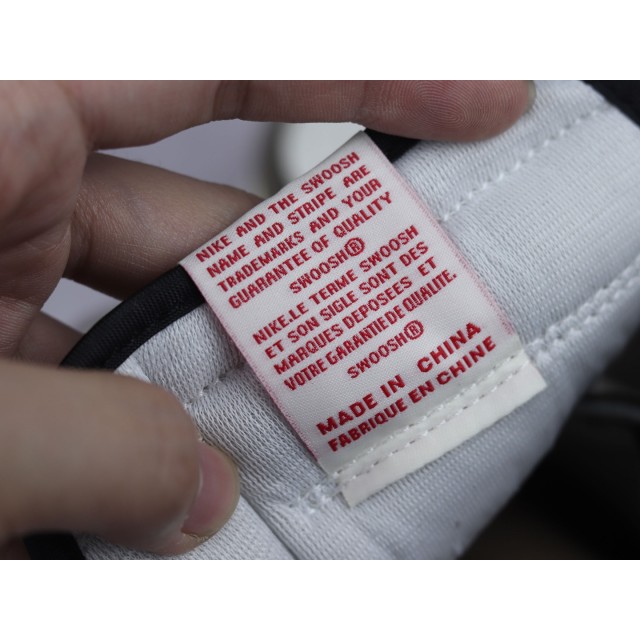 NIKE AND THE SWOOSH
NAME AND STRIPE ARE
TRADEMARKS AND YOUR
GUARANTEE OF QUALITY
SWOOSH®
NIKE.LE TERME SWOOSH
ET SON SIGLE SONT DES
MARQUES DEPOSEES ET
VOTRE GARANTIE DE QUALITE.
SWOOSH®
MADE IN CHINA
FABRIQUE EN CHINE